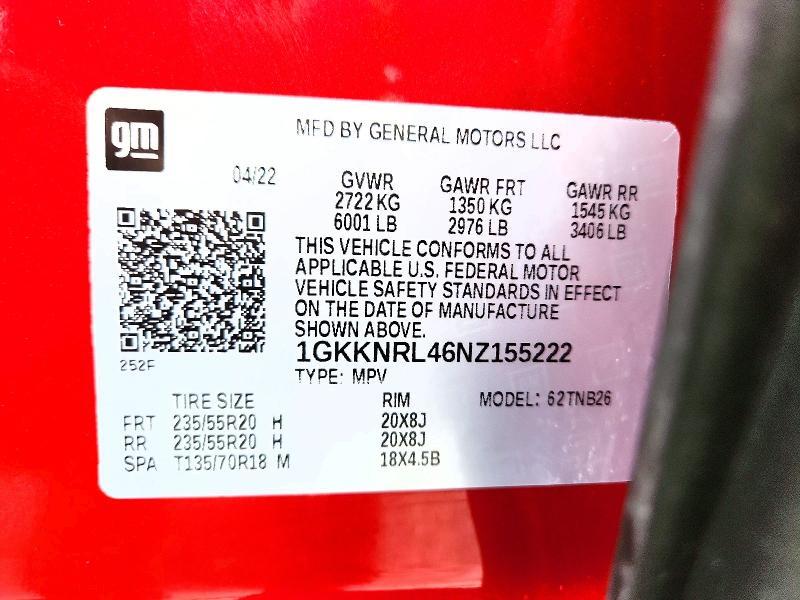 gm
MFD BY GENERAL MOTORS LLC
04/22
GVWR GAWR FRT GAWR RR
2722 KG 1350 KG 1545 KG
6001 LB 2976 LB 3406 LB
THIS VEHICLE CONFORMS TO ALL
APPLICABLE U.S. FEDERAL MOTOR
VEHICLE SAFETY STANDARDS IN EFFECT
ON THE DATE OF MANUFACTURE
SHOWN ABOVE.
1GKKNRL46NZ155222
252F
TYPE: MPV
TIRE SIZE RIM MODEL: 62TNB26
FRT 235/55R20 H 20X8J
RR 235/55R20 H 20X8J
SPA T135/70R18 M 18X4.5B